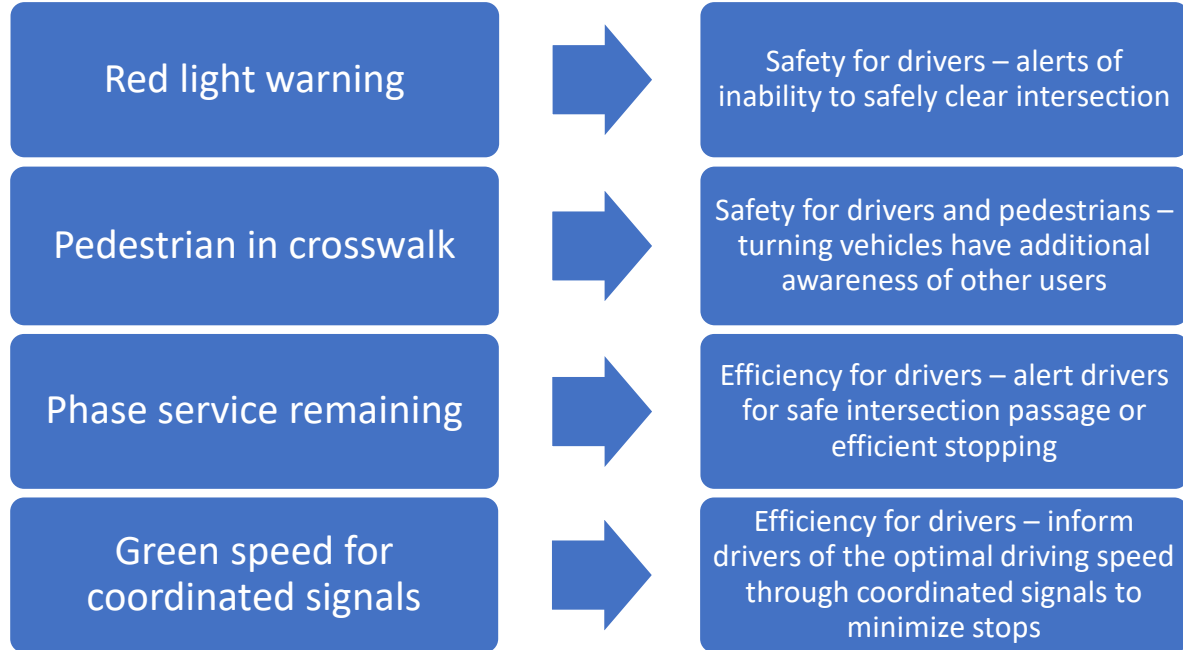 Red light warning
Safety for drivers – alerts of
inability to safely clear intersection
Pedestrian in crosswalk
Safety for drivers and pedestrians –
turning vehicles have additional
awareness of other users
Phase service remaining
Efficiency for drivers – alert drivers
for safe intersection passage or
efficient stopping
Green speed for
coordinated signals
Efficiency for drivers – inform
drivers of the optimal driving speed
through coordinated signals to
minimize stops